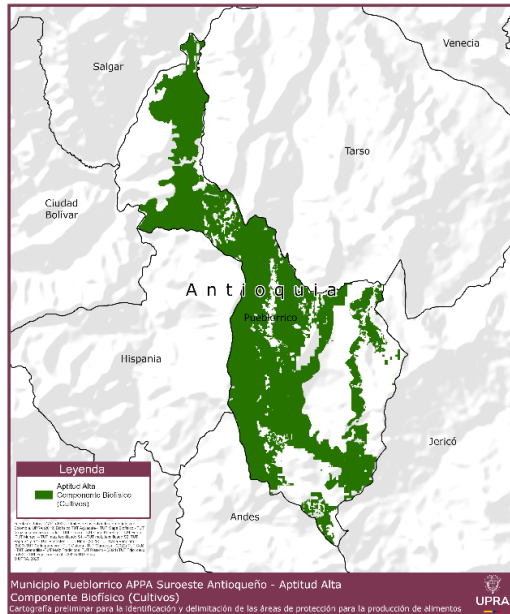 Venecia
Salgar
Tarso
Ciudad
Bolívar
Antioquia
Pueblorrico
Hispania
Jericó
Andes
Leyenda
Aptitud Alta
Componente Biofísico
(Cultivos)
Municipio Pueblorrico APPA Suroeste Antioqueño - Aptitud Alta
Componente Biofísico (Cultivos)
Cartografía preliminar para la identificación y delimitación de las áreas de protección para la producción de alimentos
UPRA